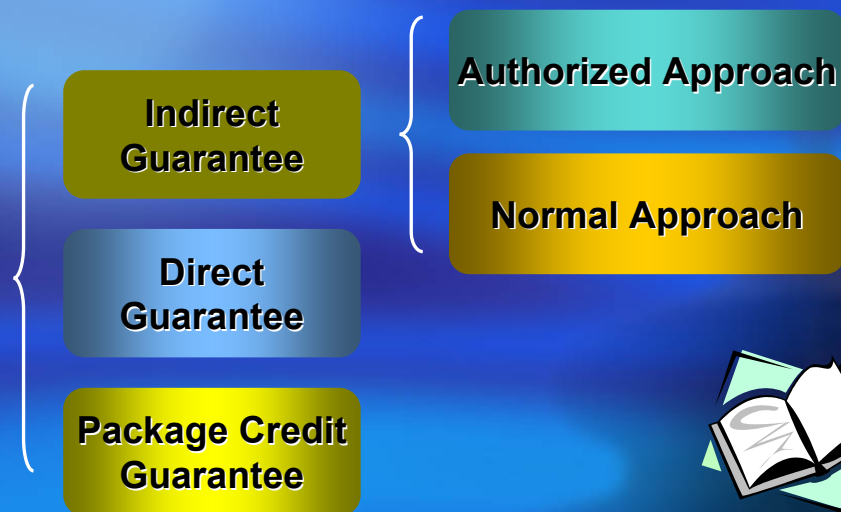 Indirect
Guarantee
Direct
Guarantee
Package Credit
Guarantee
Authorized Approach
Normal Approach